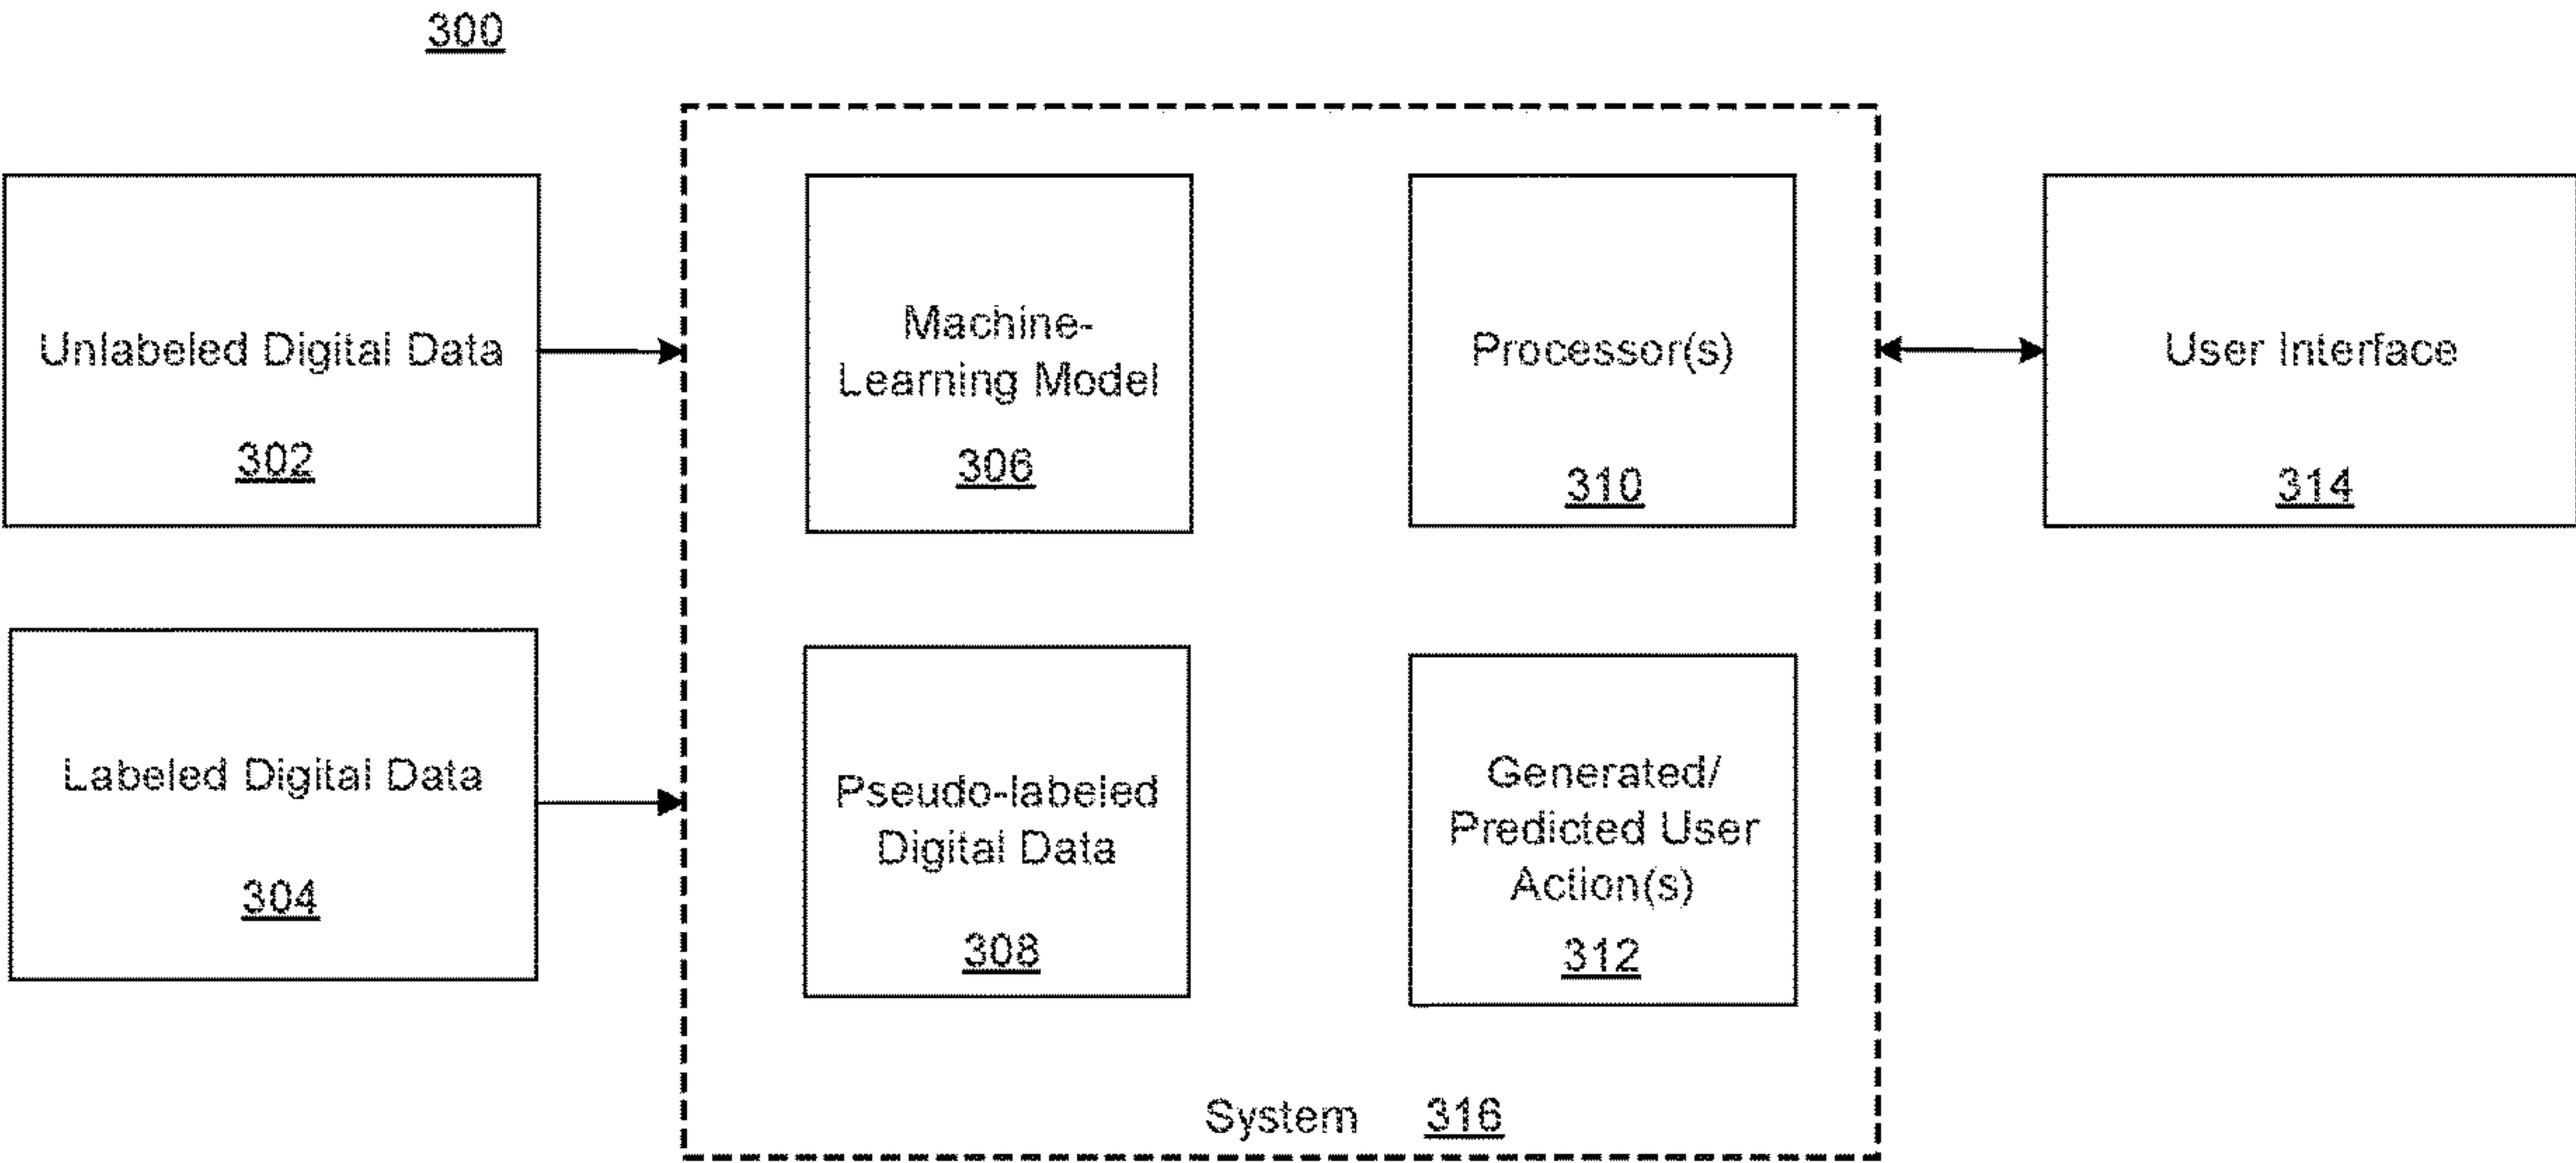 300
Unlabeled Digital Data
302
Machine-
Learning Model
306
Processor(s)
310
User Interface
314
Labeled Digital Data
304
Pseudo-labeled
Digital Data
308
Generated/
Predicted User
Action(s)
312
System 316